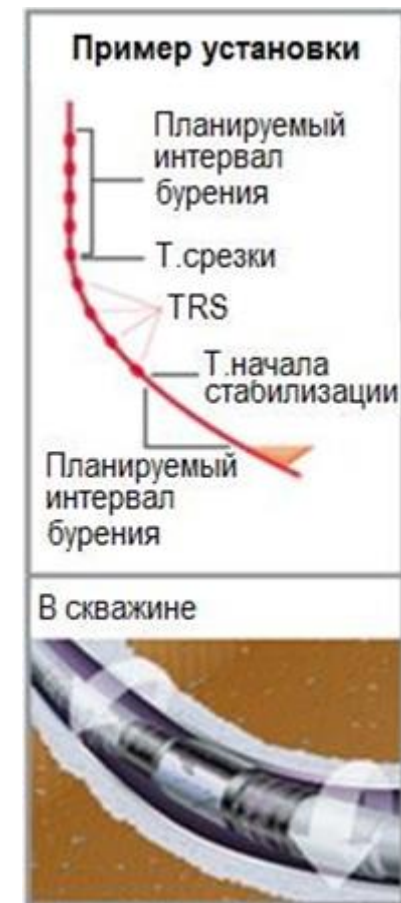 Пример установки
Планируемый
интервал
бурения
Т.срезки
TRS
Т.начала
стабилизации
Планируемый
интервал
бурения
В скважине